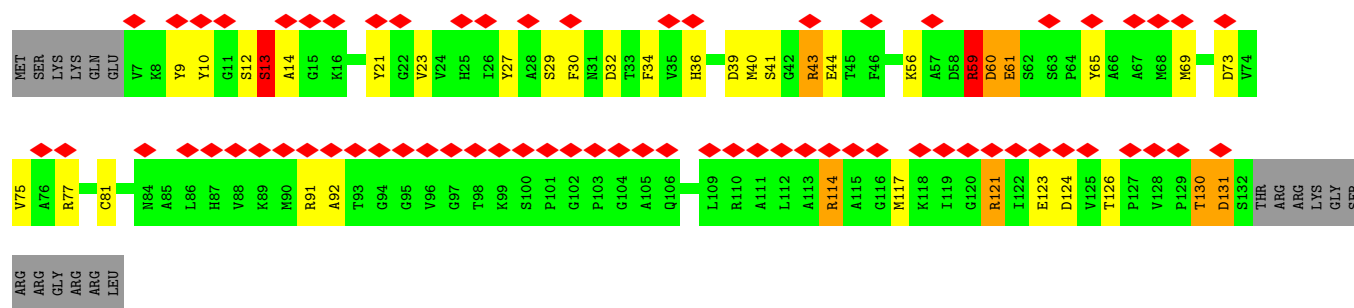 MET SER LYS LYS GLN GLU V7 K8 Y9 Y10 G11 S12 S13 A14 G15 K16 Y21 G22 V23 V24 H25 I26 Y27 A28 S29 F30 N31 D32 T33 F34 V35 H36 D39 M40 S41 G42 R43 E44 T45 F46 K56 A57 D58 R59 D60 E61 S62 S63 P64 Y65 A66 A67 M68 M69 D73 V74
V75 A76 R77 C81 N84 A85 L86 H87 V88 K89 M90 R91 A92 T93 G94 G95 V96 G97 T98 K99 S100 P101 G102 P103 G104 A105 Q106 L109 R110 A111 L112 A113 R114 A115 G116 M117 K118 I119 G120 R121 I122 E123 D124 V125 T126 P127 V128 P129 T130 D131 S132 THR ARG ARG LYS GLY SER
ARG ARG GLY ARG ARG LEU